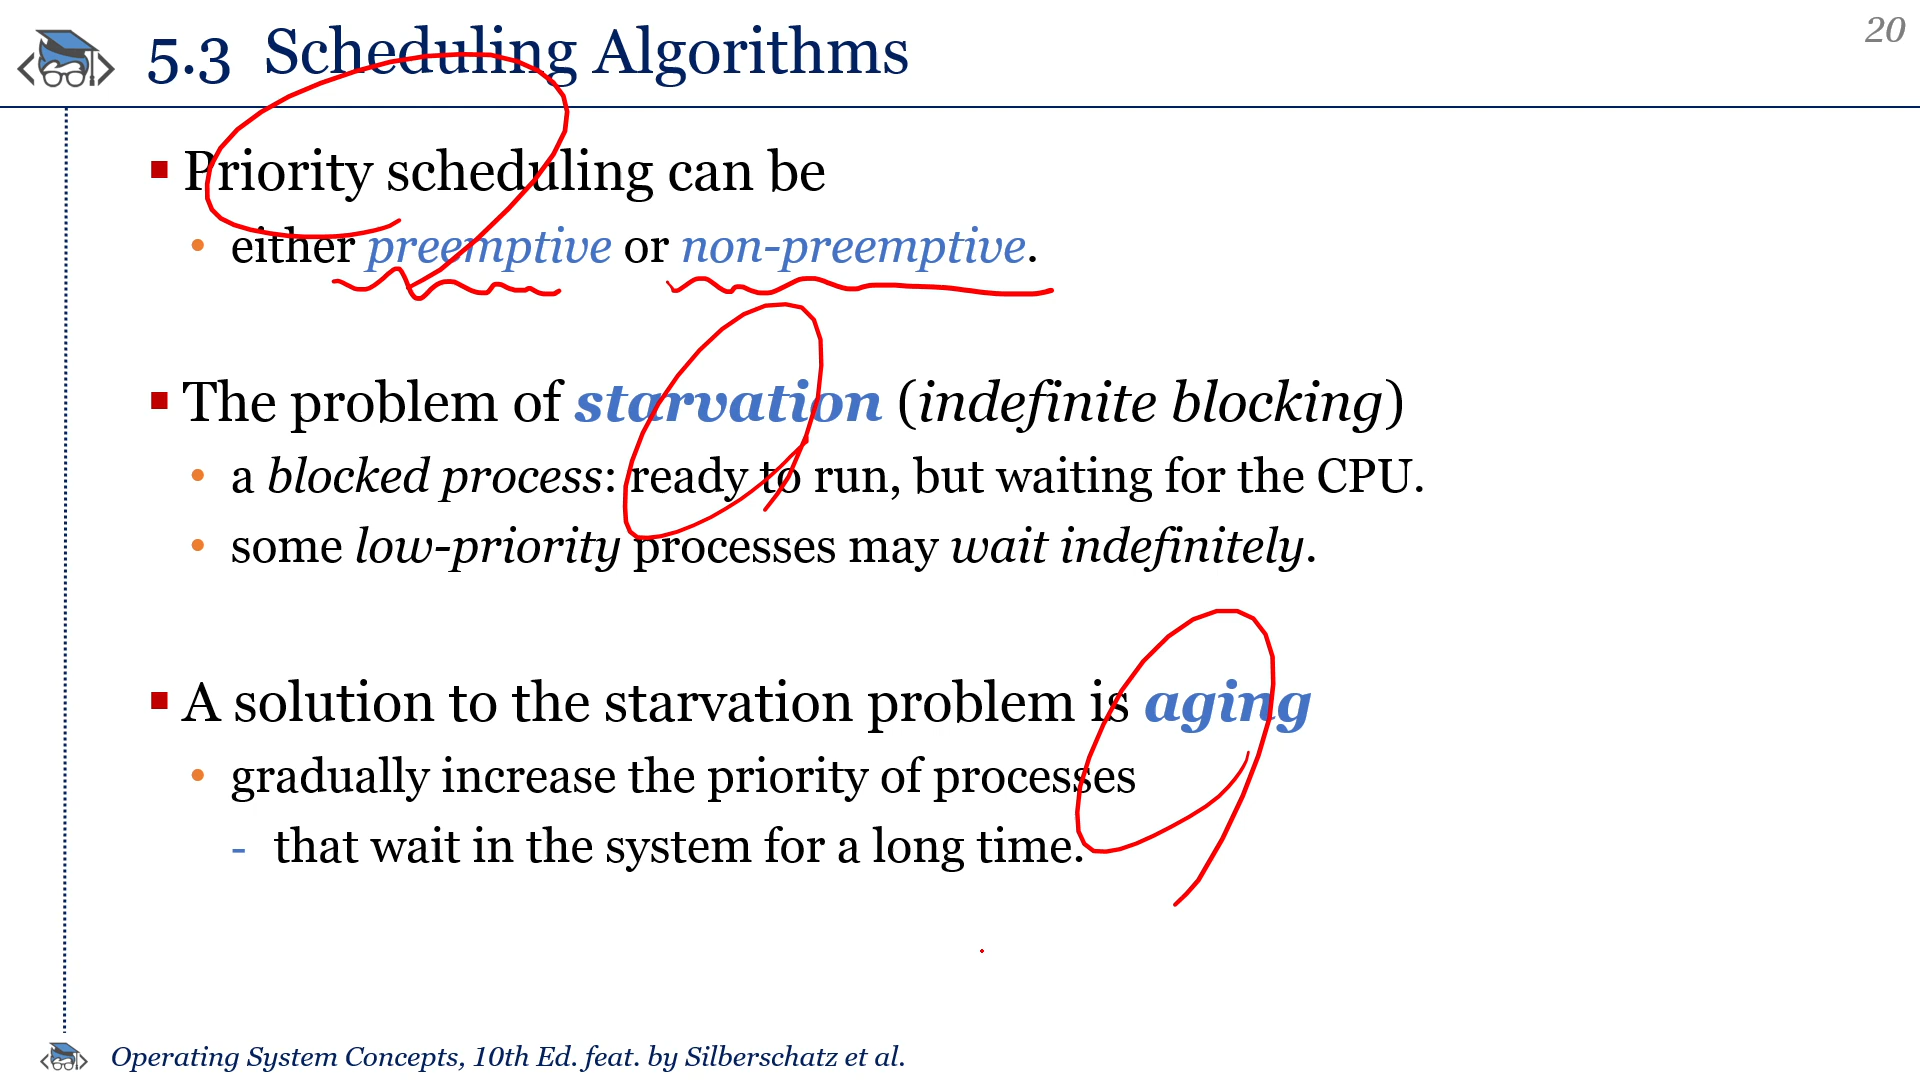 20
5.3 Scheduling Algorithms
Priority scheduling can be
either preemptive or non-preemptive.
The problem of starvation (indefinite blocking)
a blocked process: ready to run, but waiting for the CPU.
some low-priority processes may wait indefinitely.
A solution to the starvation problem is aging
gradually increase the priority of processes
- that wait in the system for a long time.
Operating System Concepts, 10th Ed. feat. by Silberschatz et al.